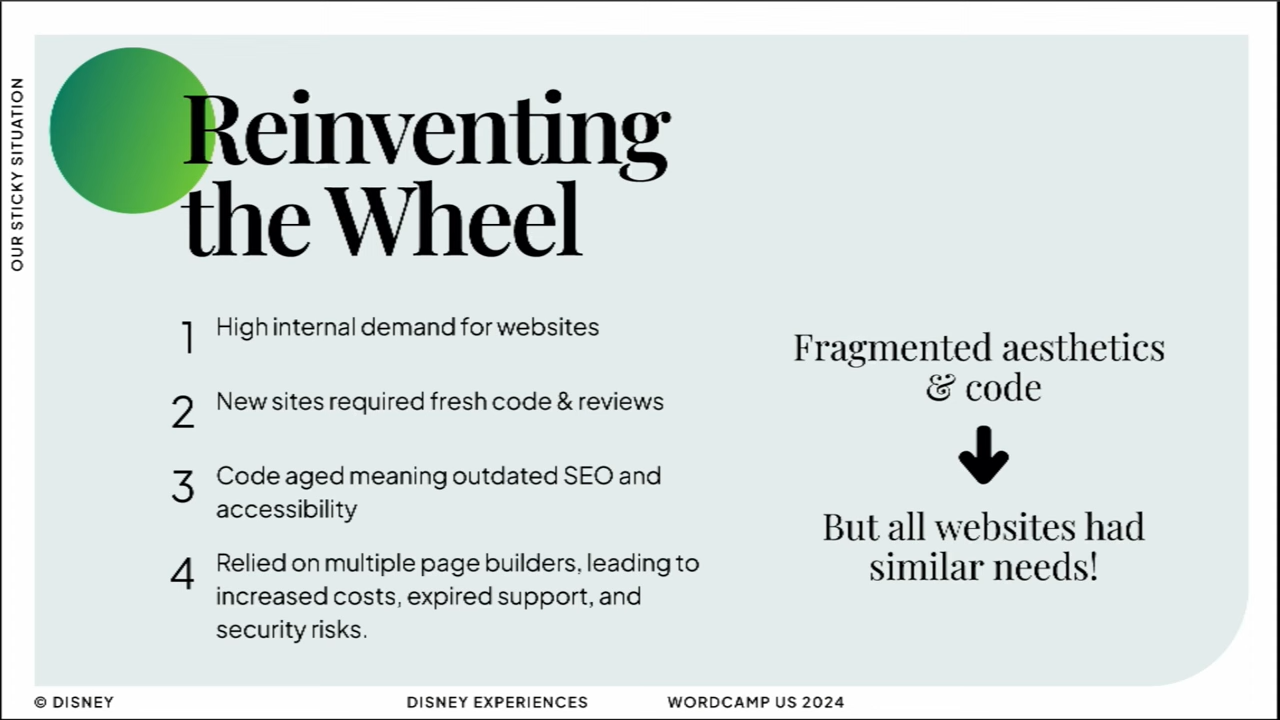 OUR STICKY SITUATION
Reinventing
the Wheel
1 High internal demand for websites
2 New sites required fresh code & reviews
3 Code aged meaning outdated SEO and
accessibility
4 Relied on multiple page builders, leading to
increased costs, expired support, and
security risks.
Fragmented aesthetics
& code
But all websites had
similar needs!
© DISNEY
DISNEY EXPERIENCES
WORDCAMP US 2024